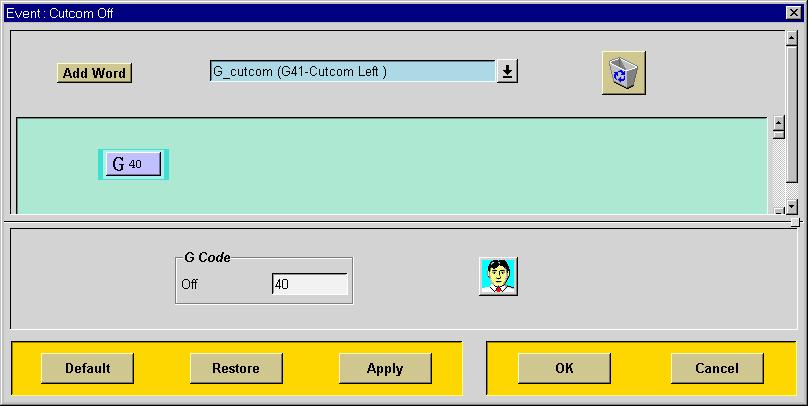 Event : Cutcom Off
Add Word
G_cutcom (G41-Cutcom Left )
G 40
G Code
Off 40
Default Restore Apply OK Cancel